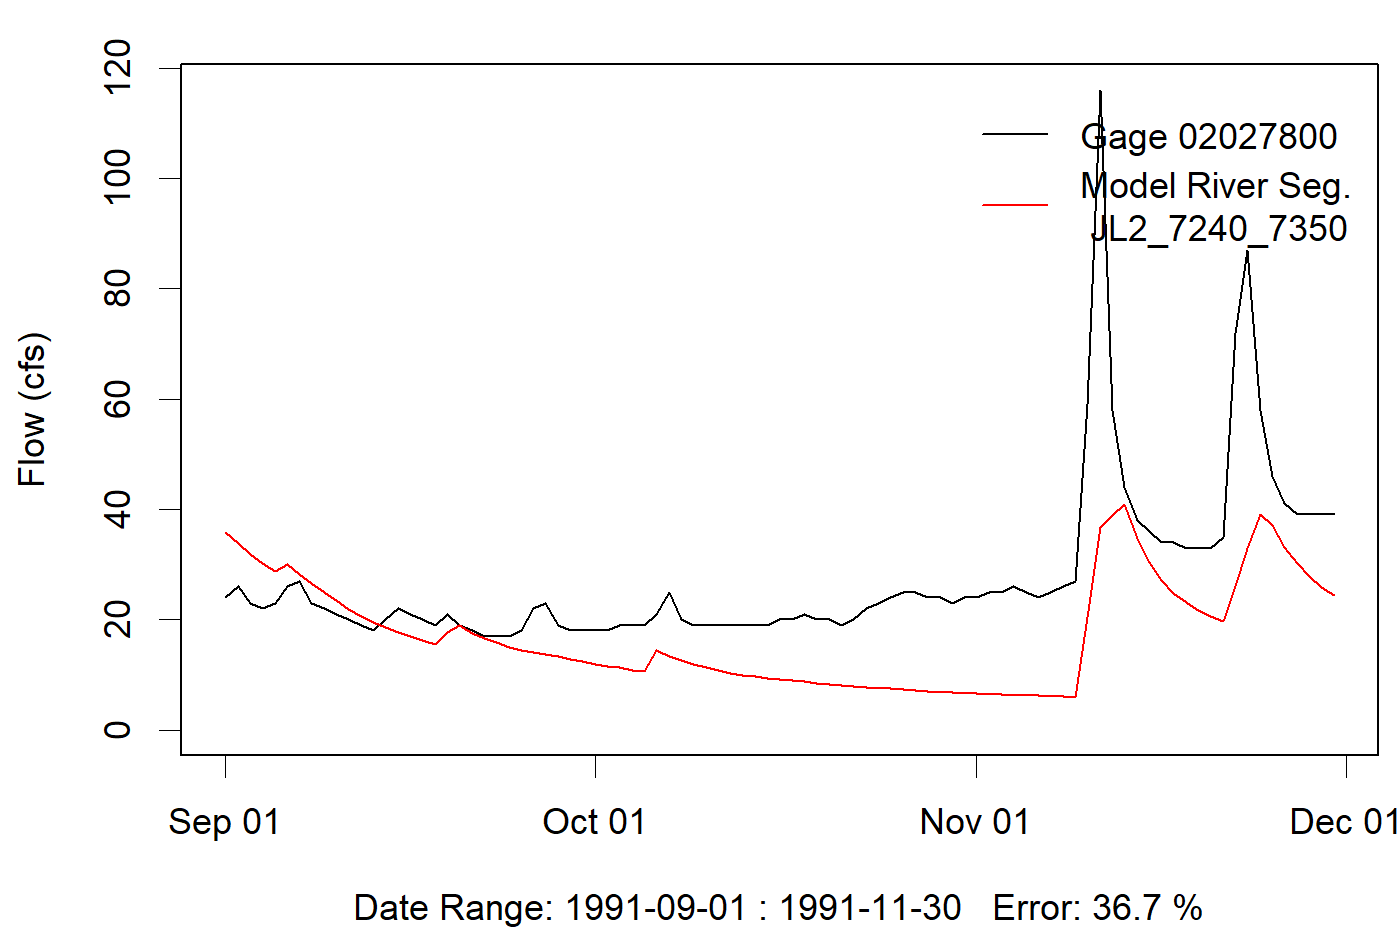 120
100
80
60
40
20
0
Flow (cfs)
Gage 02027800
Model River Seg.
JL2_7240_7350
Sep 01 Oct 01 Nov 01 Dec 01
Date Range: 1991-09-01 : 1991-11-30 Error: 36.7 %